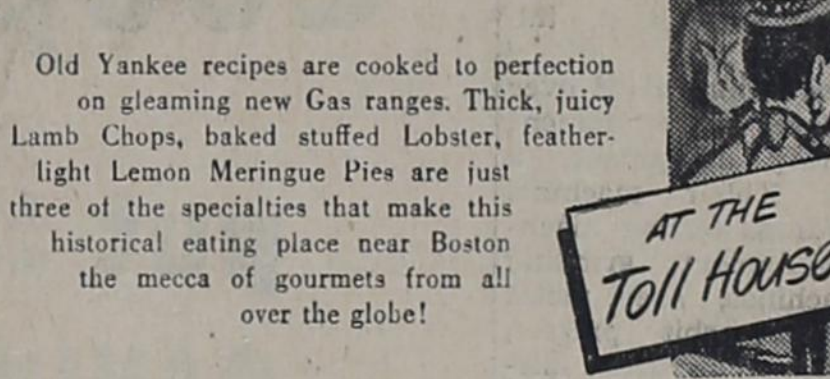 Old Yankee recipes are cooked to perfection
on gleaming new Gas ranges. Thick, juicy
Lamb Chops, baked stuffed Lobster, feather-
light Lemon Meringue Pies are just
three of the specialties that make this
historical eating place near Boston
the mecca of gourmets from all
over the globe!
AT THE
Toll House